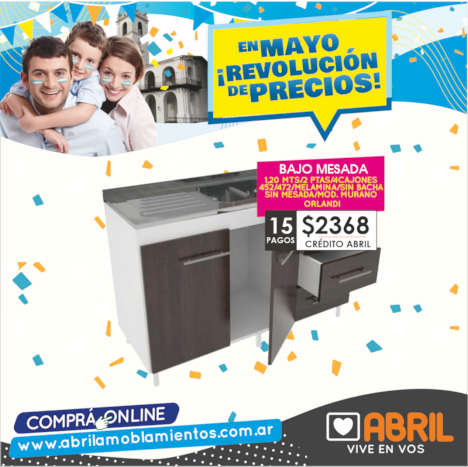 EN MAYO
¡REVOLUCIÓN
DE PRECIOS!
BAJO MESADA
1,20 MTS/2 PTAS/4CAJONES
452/472/MELAMINA/SIN BACHA
SIN MESADA/MOD. MURANO
ORLANDI
15 $2368
PAGOS CRÉDITO ABRIL
COMPRÁ ONLINE
www.abrilamoblamientos.com.ar
ABRIL
VIVE EN VOS